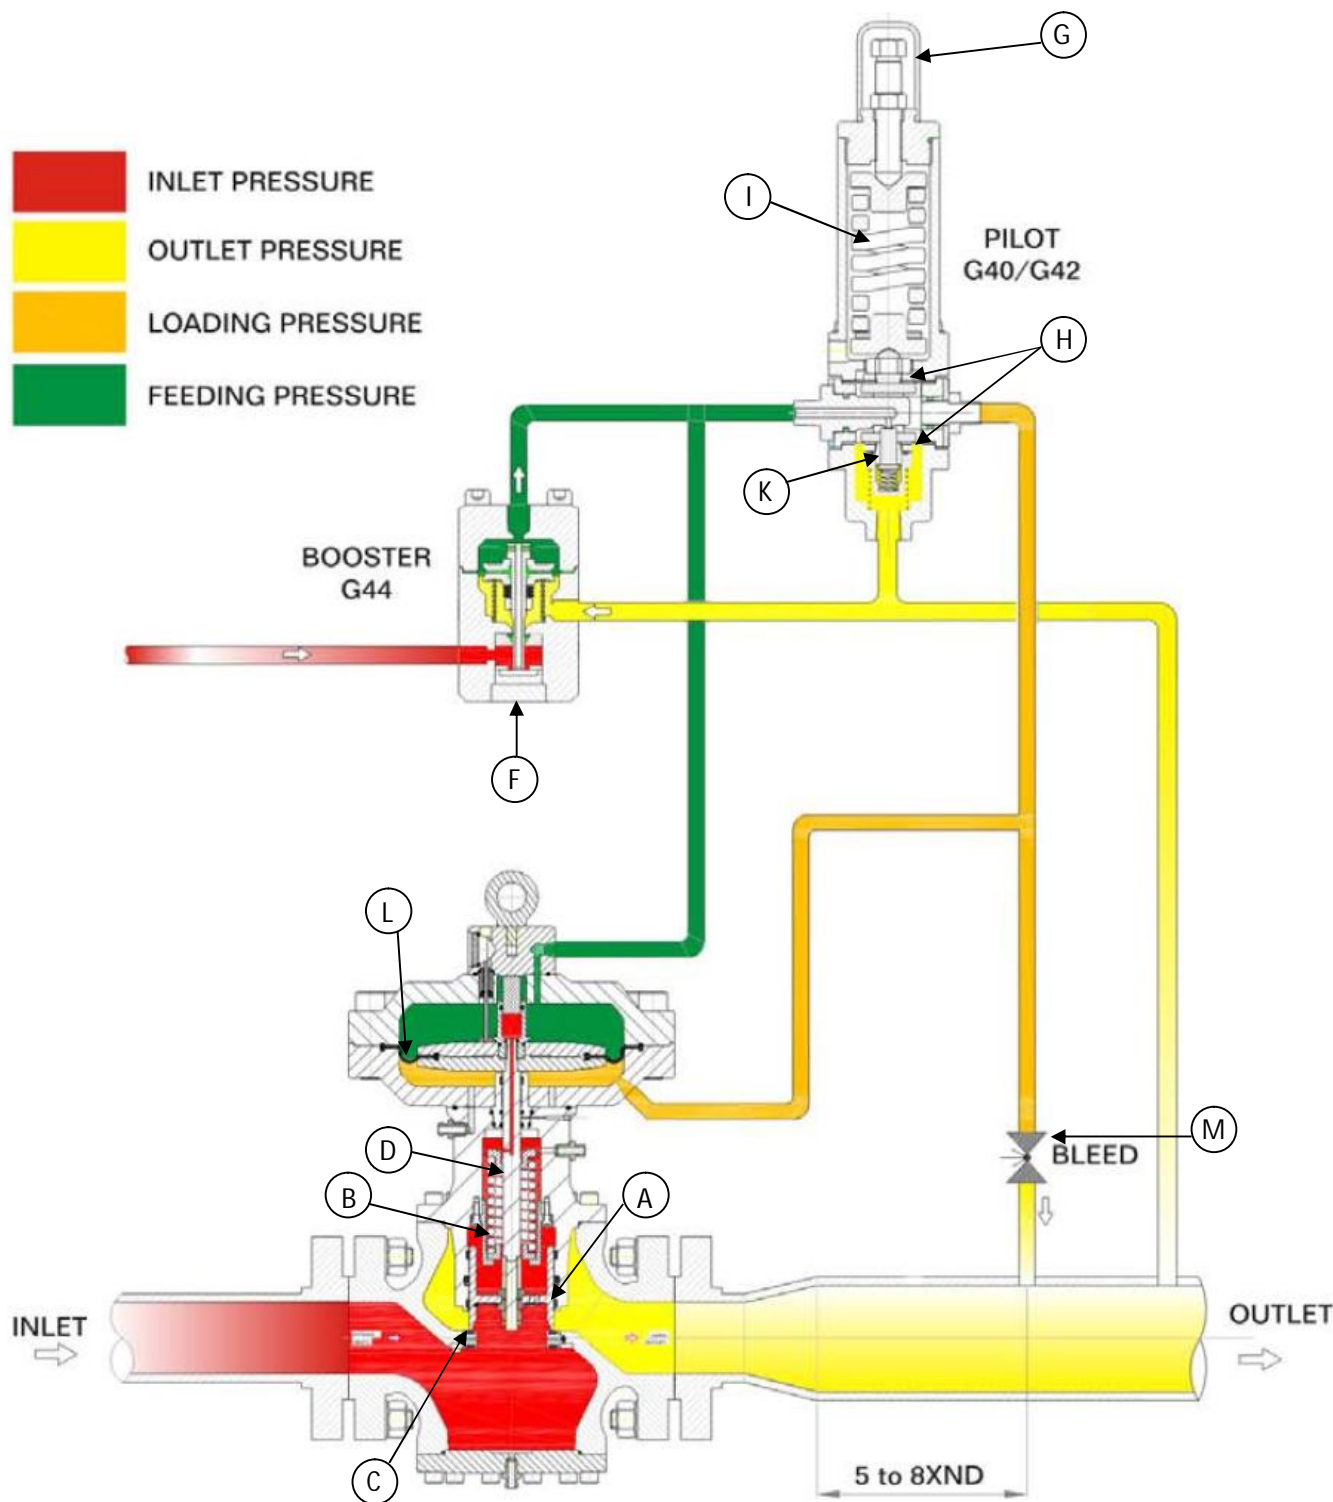 G
INLET PRESSURE
I
OUTLET PRESSURE
PILOT
G40/G42
LOADING PRESSURE
H
FEEDING PRESSURE
K
BOOSTER
G44
F
L
M
BLEED
D
B
A
INLET
OUTLET
C
5 to 8XND